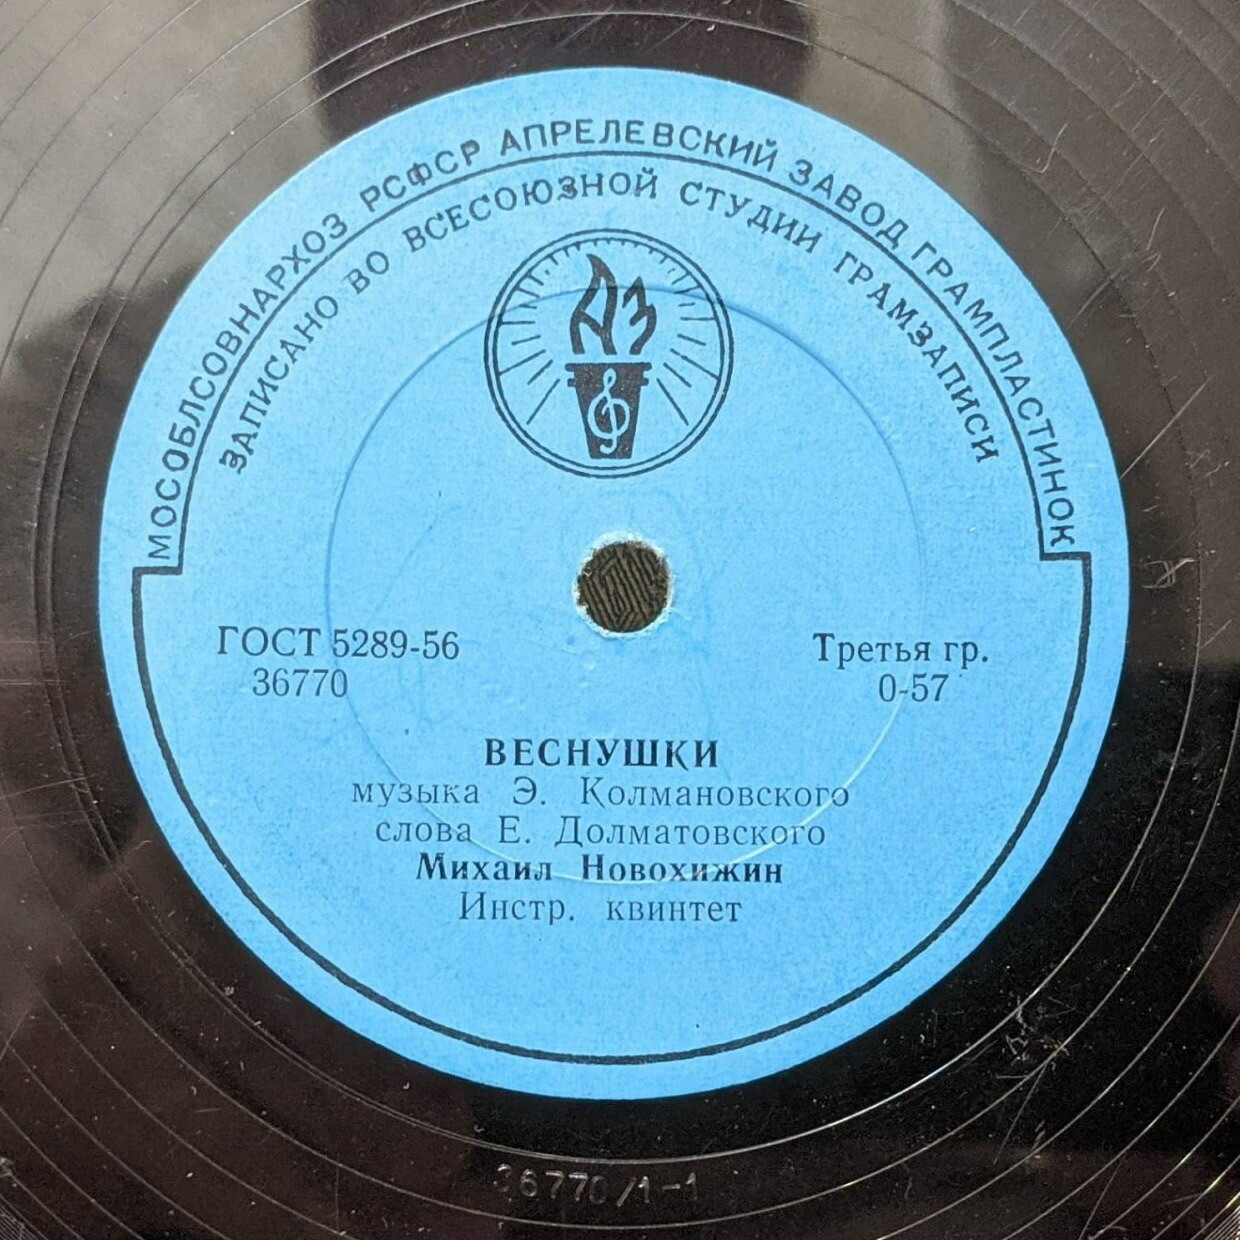 МОСОБЛСОВНАРХОЗ РСФСР АПРЕЛЕВСКИЙ ЗАВОД ГРАМПЛАСТИНОК
ЗАПИСАНО ВО ВСЕСОЮЗНОЙ СТУДИИ ГРАМЗАПИСИ
АЗ
ГОСТ 5289-56
36770
Третья гр.
0-57
ВЕСНУШКИ
музыка Э. Колмановского
слова Е. Долматовского
Михаил Новохижин
Инстр. квинтет
36770/1-1